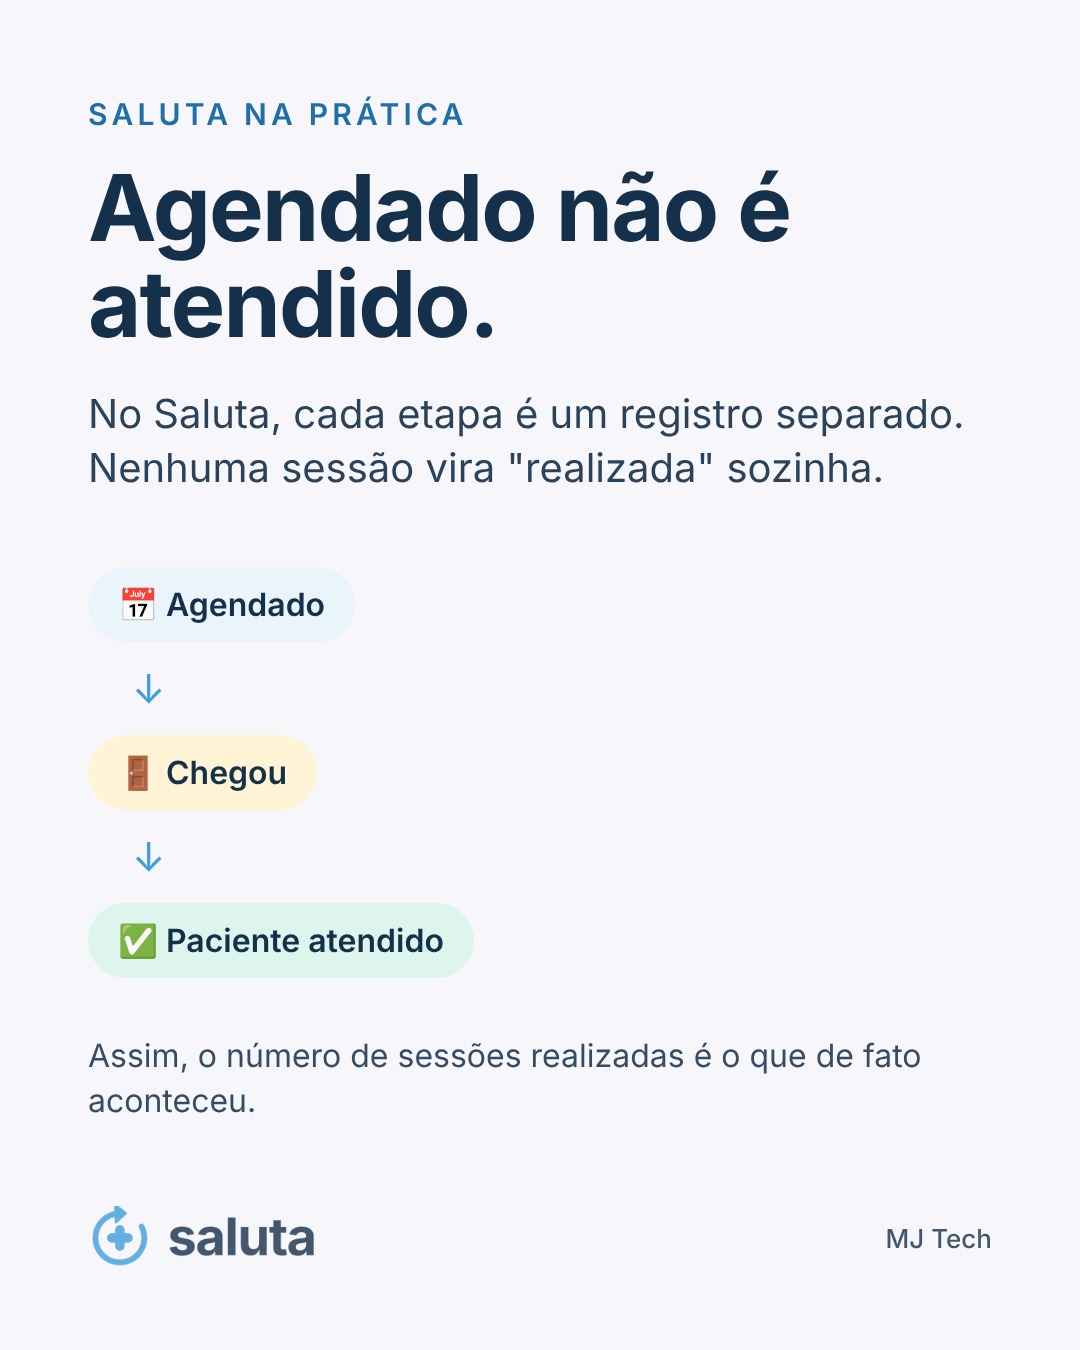 SALUTA NA PRÁTICA
Agendado não é
atendido.
No Saluta, cada etapa é um registro separado.
Nenhuma sessão vira "realizada" sozinha.
📅 Agendado
↓
🚪 Chegou
↓
✅ Paciente atendido
Assim, o número de sessões realizadas é o que de fato
aconteceu.
saluta
MJ Tech